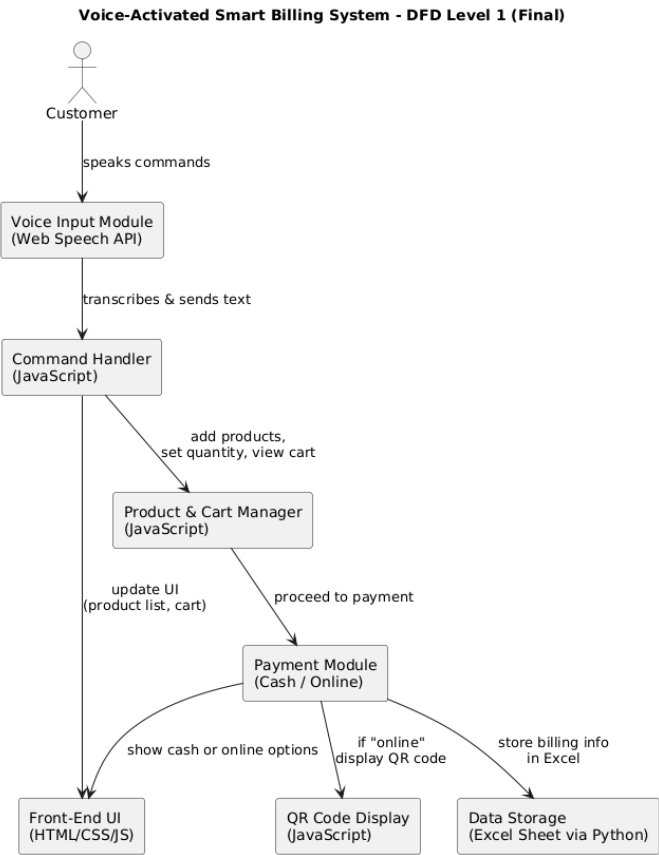 Voice-Activated Smart Billing System - DFD Level 1 (Final)
Customer
speaks commands
Voice Input Module
(Web Speech API)
transcribes & sends text
Command Handler
(JavaScript)
add products,
set quantity, view cart
Product & Cart Manager
(JavaScript)
update UI
(product list, cart)
proceed to payment
Payment Module
(Cash / Online)
show cash or online options
if "online"
display QR code
store billing info
in Excel
Front-End UI
(HTML/CSS/JS)
QR Code Display
(JavaScript)
Data Storage
(Excel Sheet via Python)